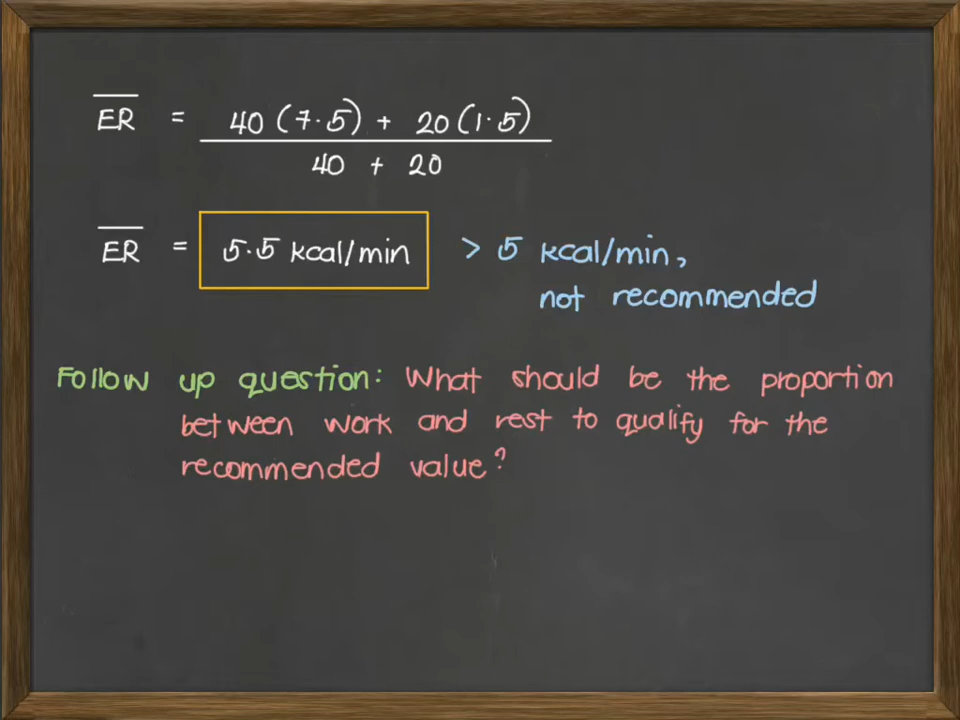 ER = 40 (7.5) + 20 (1.5)
40 + 20
ER = 5.5 kcal/min > 5 kcal/min,
not recommended
Follow up question: What should be the proportion
between work and rest to qualify for the
recommended value?